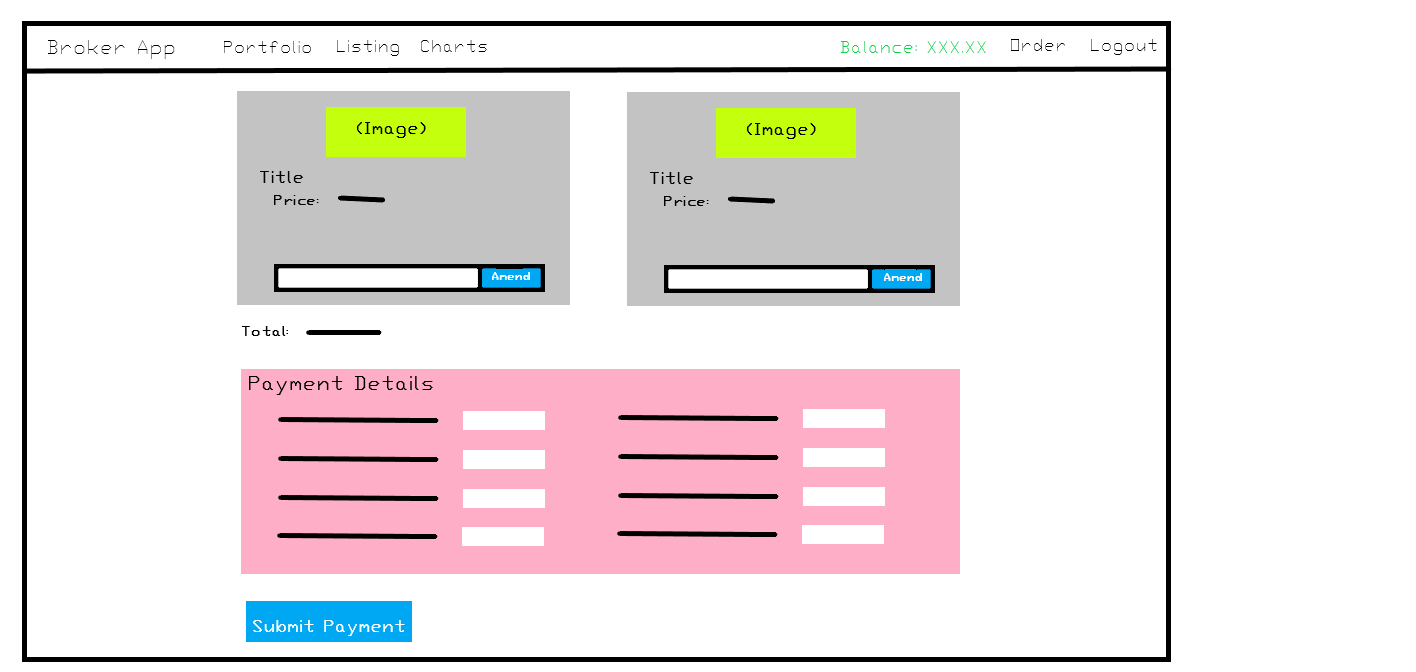 Broker App Portfolio Listing Charts Balance: XXX.XX Order Logout
(Image) (Image)
Title Title
Price: Price:
Amend Amend
Total:
Payment Details
Submit Payment